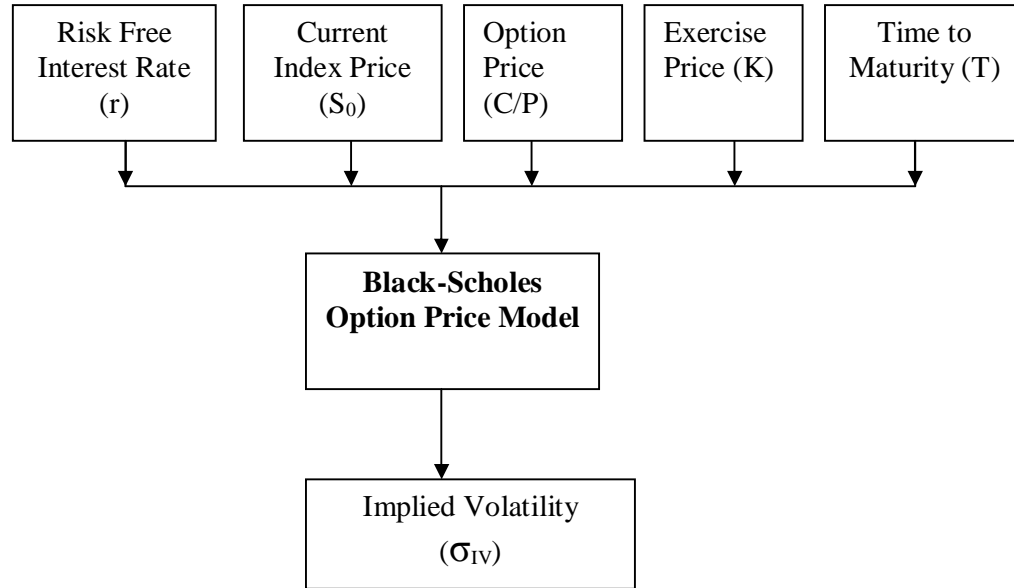 Risk Free
Interest Rate
(r)
Current
Index Price
(S₀)
Option
Price
(C/P)
Exercise
Price (K)
Time to
Maturity (T)
Black-Scholes
Option Price Model
Implied Volatility
(σIV)